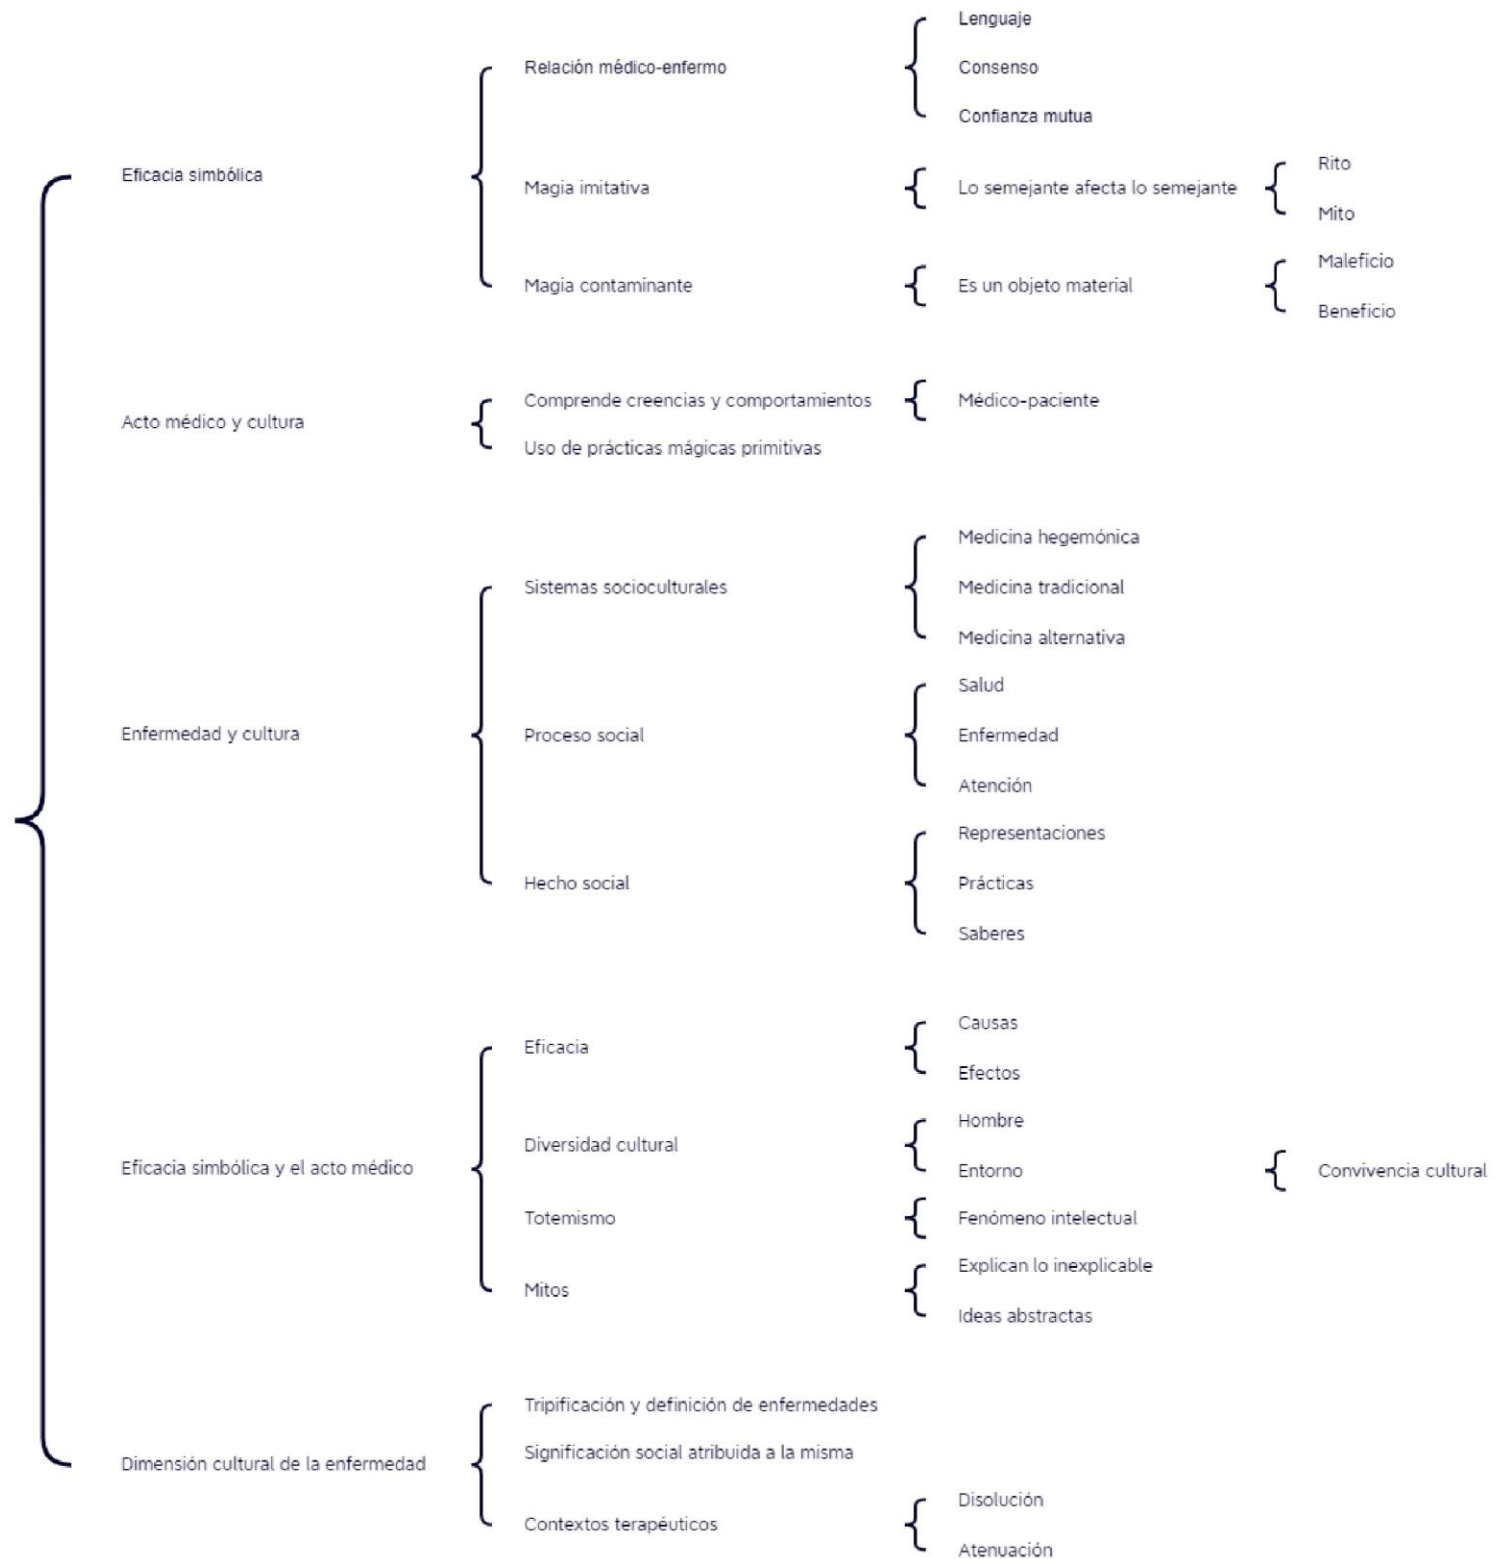 Eficacia simbólica
Relación médico-enfermo
Lenguaje
Consenso
Confianza mutua
Magia imitativa
Lo semejante afecta lo semejante
Rito
Mito
Magia contaminante
Es un objeto material
Maleficio
Beneficio
Acto médico y cultura
Comprende creencias y comportamientos
Médico-paciente
Uso de prácticas mágicas primitivas
Enfermedad y cultura
Sistemas socioculturales
Medicina hegemónica
Medicina tradicional
Medicina alternativa
Proceso social
Salud
Enfermedad
Atención
Hecho social
Representaciones
Prácticas
Saberes
Eficacia simbólica y el acto médico
Eficacia
Causas
Efectos
Diversidad cultural
Hombre
Entorno
Convivencia cultural
Totemismo
Fenómeno intelectual
Mitos
Explican lo inexplicable
Ideas abstractas
Dimensión cultural de la enfermedad
Tripificación y definición de enfermedades
Significación social atribuida a la misma
Contextos terapéuticos
Disolución
Atenuación